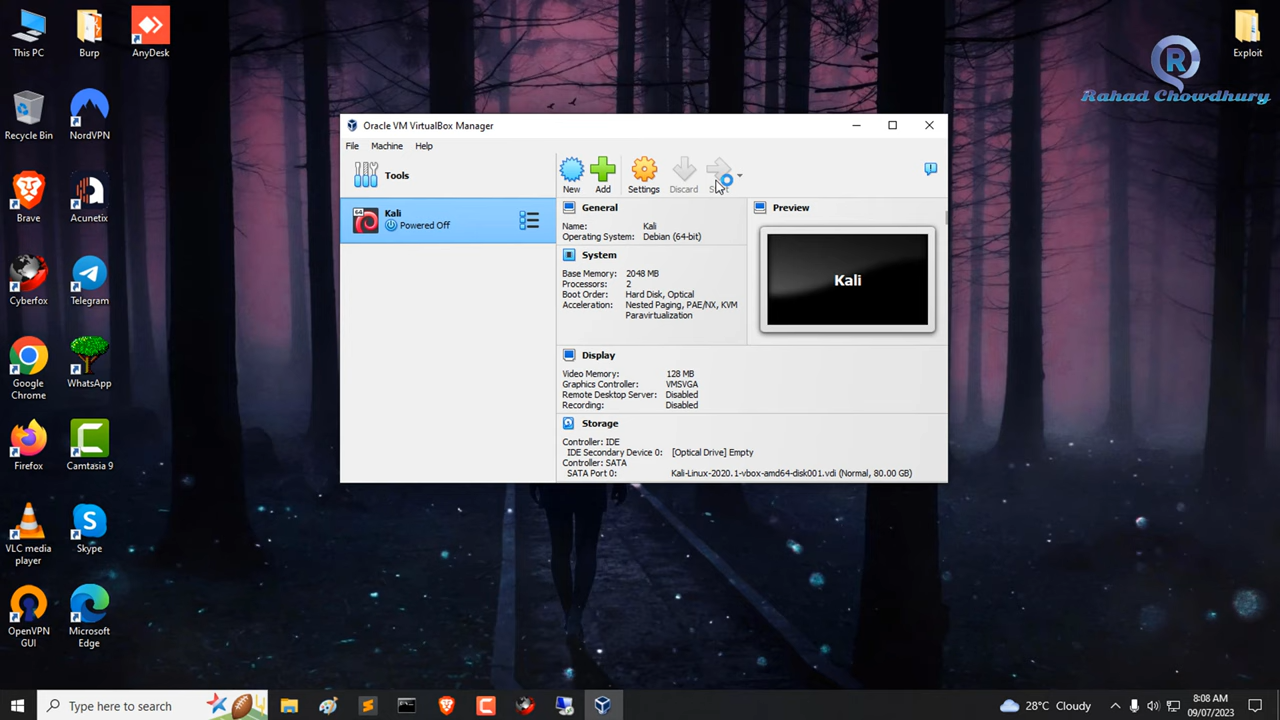 This PC
Burp
AnyDesk
Exploit
Rahad Chowdhury
Recycle Bin
NordVPN
Brave
Acunetix
Cyberfox
Telegram
Google
Chrome
WhatsApp
Firefox
Camtasia 9
VLC media
player
Skype
OpenVPN
GUI
Microsoft
Edge
Oracle VM VirtualBox Manager
File Machine Help
Tools
New Add Settings Discard
64
Kali
Powered Off
General
Name: Kali
Operating System: Debian (64-bit)
System
Base Memory: 2048 MB
Processors: 2
Boot Order: Hard Disk, Optical
Acceleration: Nested Paging, PAE/NX, KVM
Paravirtualization
Preview
Kali
Display
Video Memory: 128 MB
Graphics Controller: VMSVGA
Remote Desktop Server: Disabled
Recording: Disabled
Storage
Controller: IDE
IDE Secondary Device 0: [Optical Drive] Empty
Controller: SATA
SATA Port 0: Kali-Linux-2020.1-vbox-amd64-disk001.vdi (Normal, 80.00 GB)
Type here to search
28°C Cloudy
8:08 AM
09/07/2023